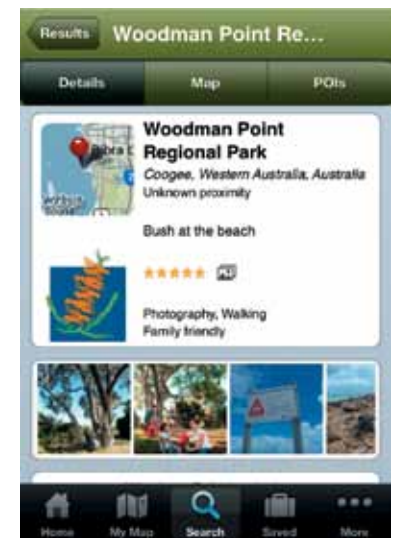 Results
Woodman Point Re...
Details
Map
POIs
Woodman Point
Regional Park
Coogee, Western Australia, Australia
Unknown proximity
Bush at the beach
Photography, Walking
Family friendly
Home
My Map
Search
Saved
More